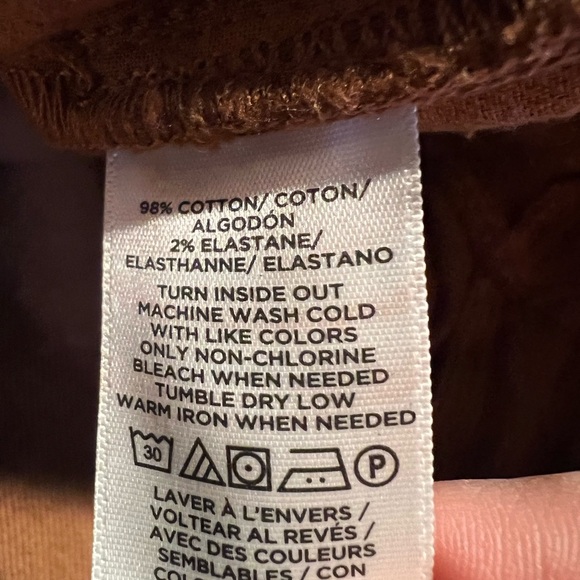 98% COTTON/ COTON/
ALGODÓN
2% ELASTANE/
ELASTHANNE/ ELASTANO
TURN INSIDE OUT
MACHINE WASH COLD
WITH LIKE COLORS
ONLY NON-CHLORINE
BLEACH WHEN NEEDED
TUMBLE DRY LOW
WARM IRON WHEN NEEDED
30 P
LAVER À L'ENVERS /
VOLTEAR AL REVÉS /
AVEC DES COULEURS
SEMBLABLES / CON